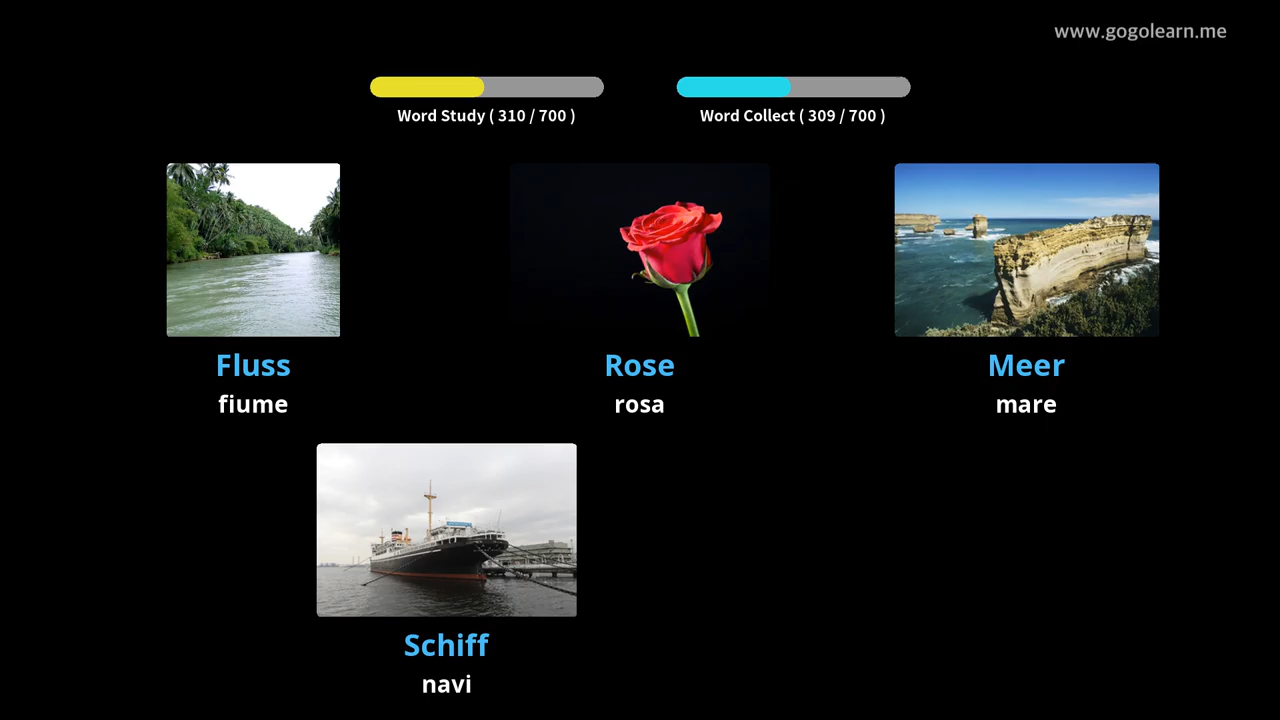 www.gogolearn.me
Word Study ( 310 / 700 )
Word Collect ( 309 / 700 )
Fluss
fiume
Rose
rosa
Meer
mare
Schiff
navi